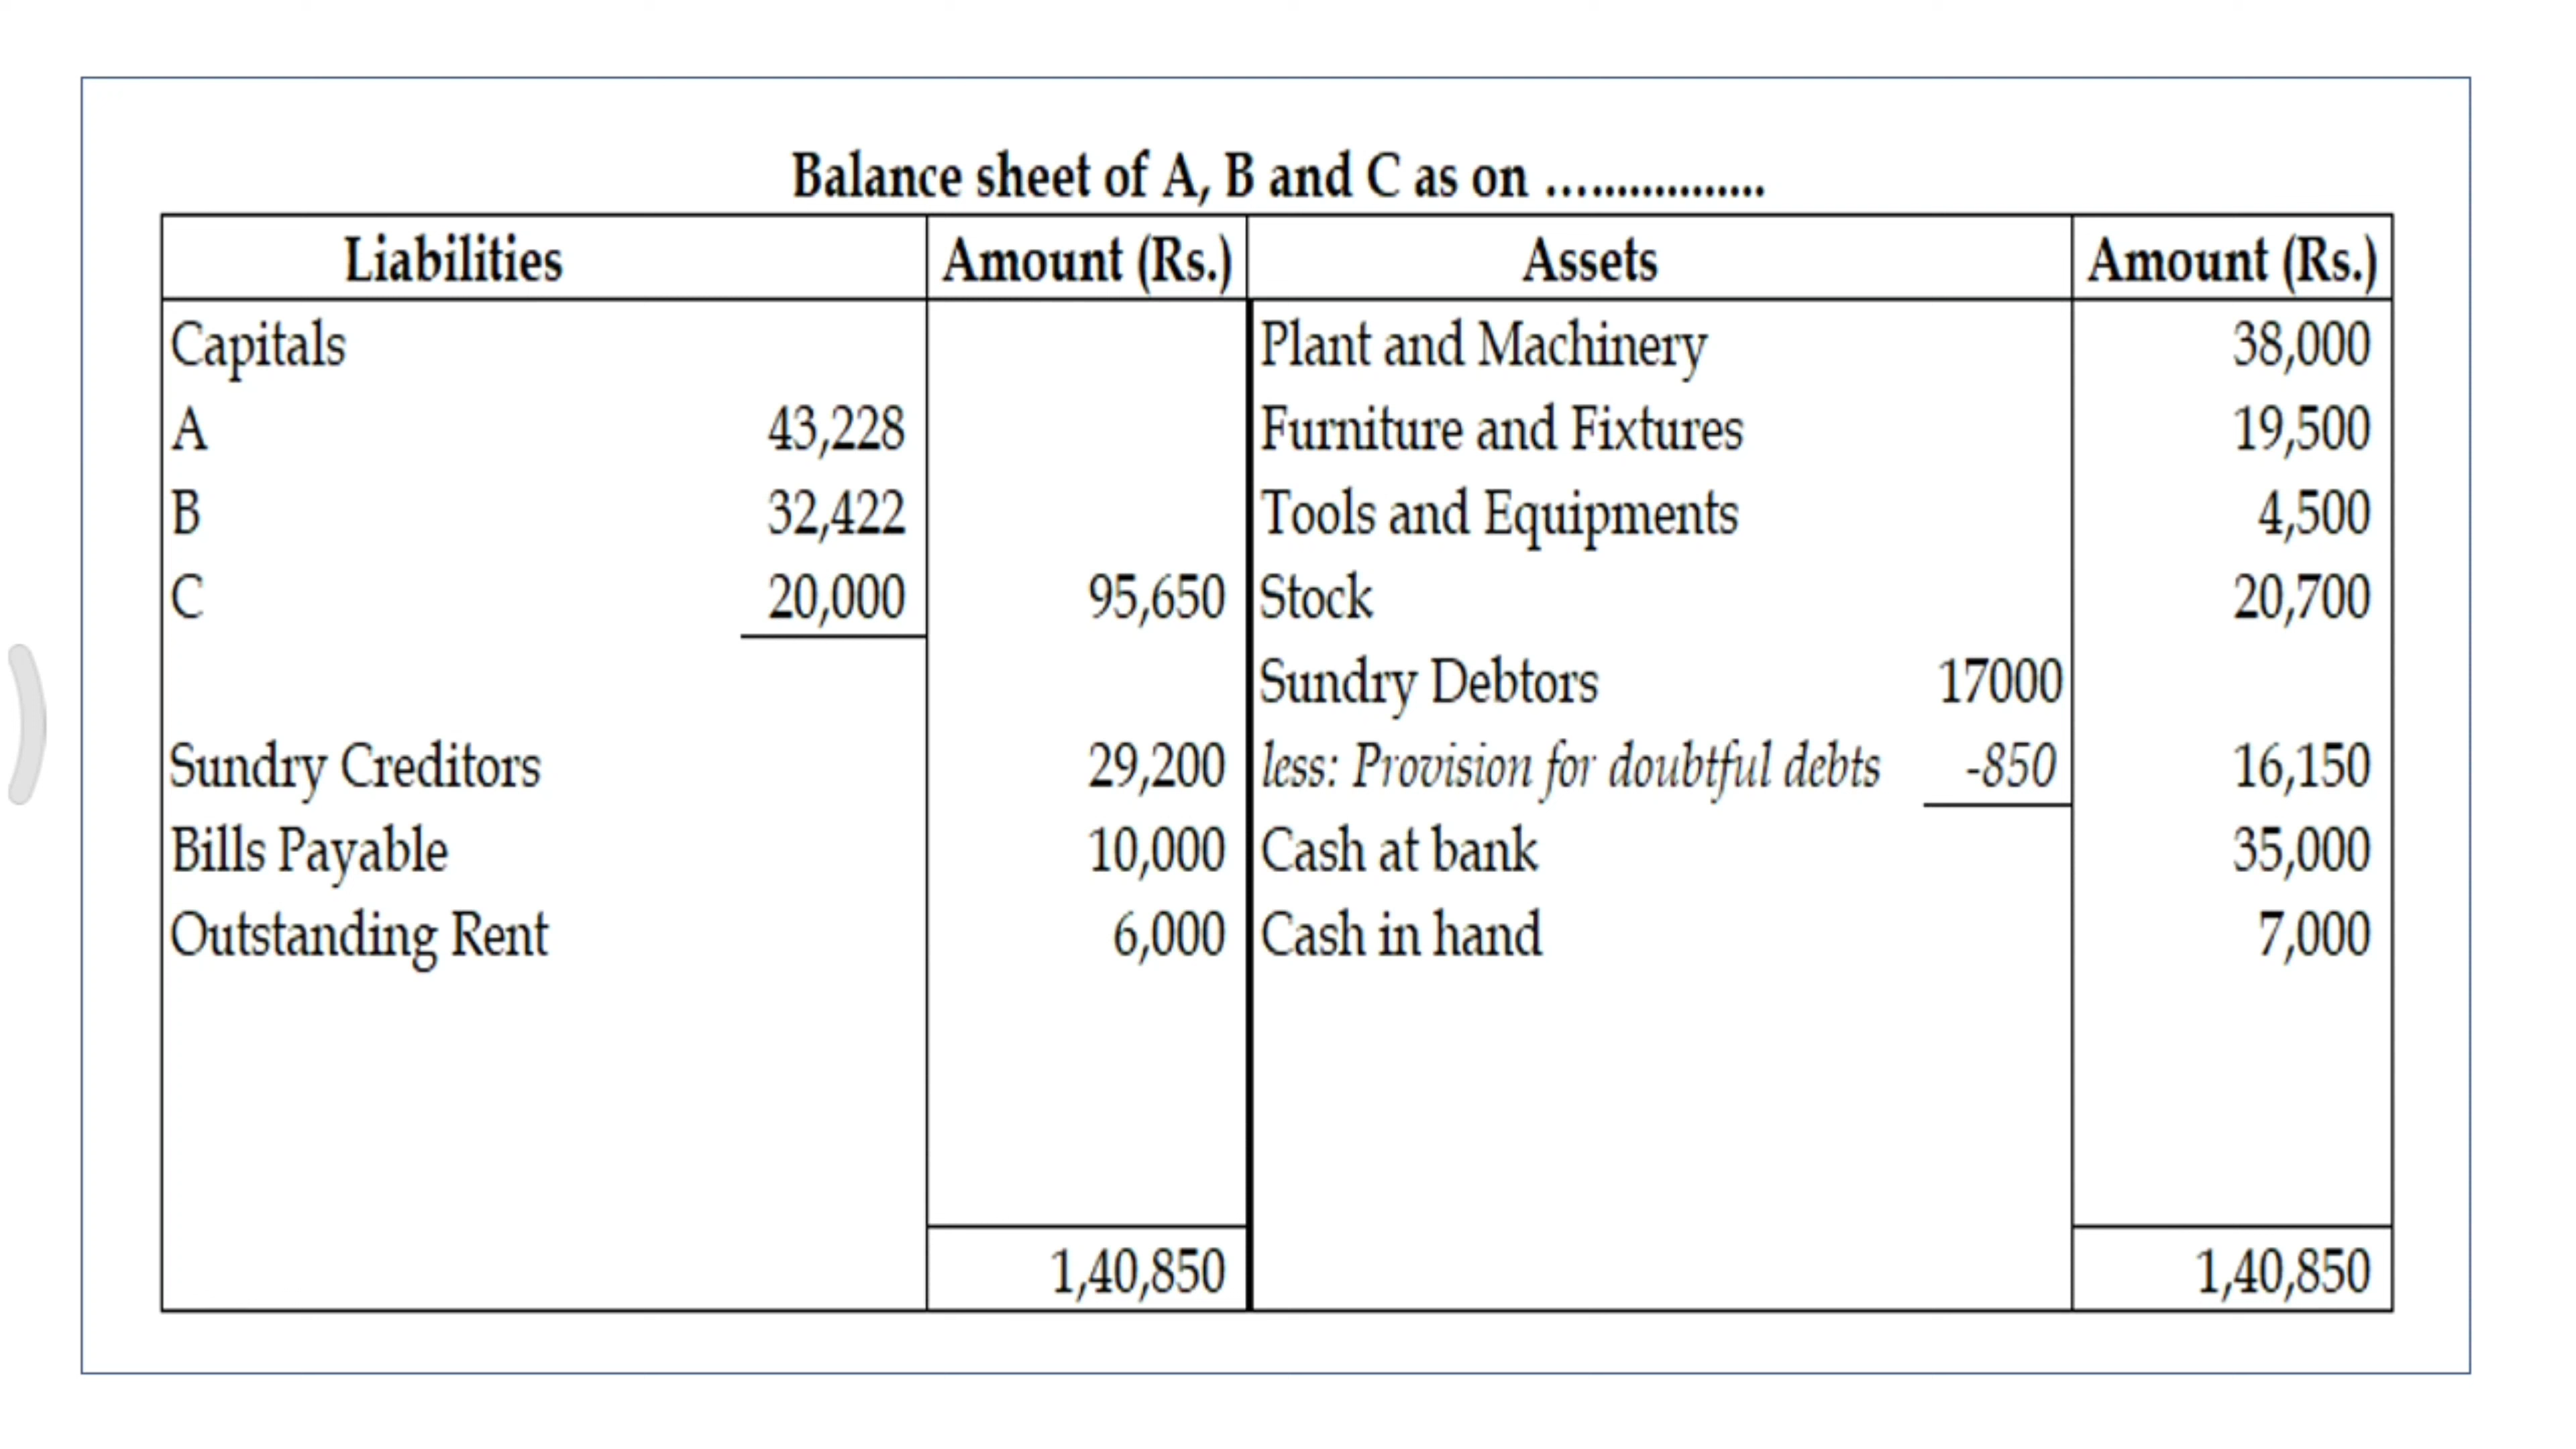 Balance sheet of A, B and C as on .................
Liabilities Amount (Rs.) Assets Amount (Rs.)
Capitals Plant and Machinery 38,000
A 43,228 Furniture and Fixtures 19,500
B 32,422 Tools and Equipments 4,500
C 20,000 95,650 Stock 20,700
Sundry Debtors 17000
Sundry Creditors 29,200 less: Provision for doubtful debts -850 16,150
Bills Payable 10,000 Cash at bank 35,000
Outstanding Rent 6,000 Cash in hand 7,000
1,40,850 1,40,850